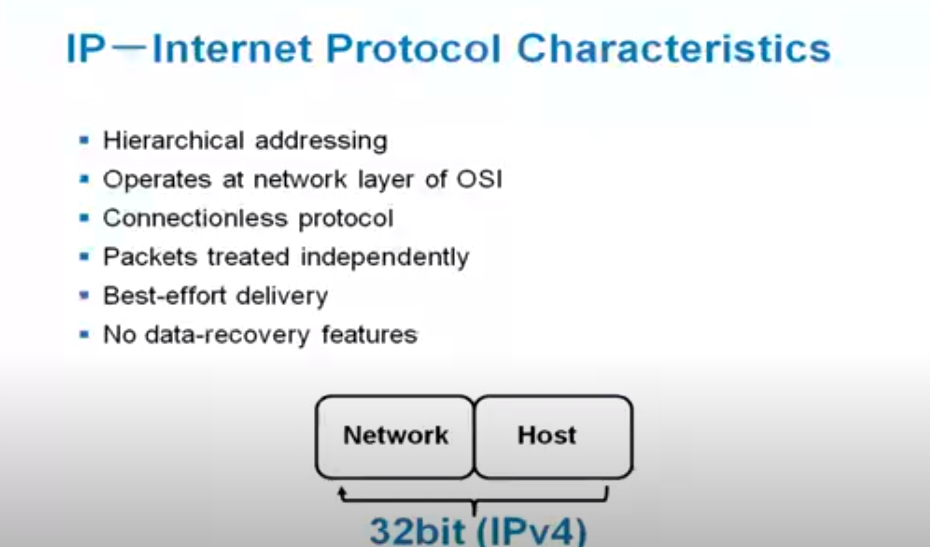 IP—Internet Protocol Characteristics
Hierarchical addressing
Operates at network layer of OSI
Connectionless protocol
Packets treated independently
Best-effort delivery
No data-recovery features
Network Host
32bit (IPv4)